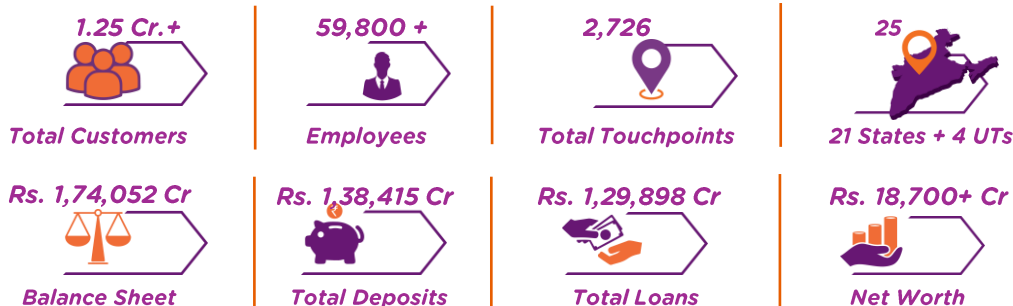 1.25 Cr.+
59,800 +
2,726
25
Total Customers
Employees
Total Touchpoints
21 States + 4 UTs
Rs. 1,74,052 Cr
Rs. 1,38,415 Cr
Rs. 1,29,898 Cr
Rs. 18,700+ Cr
₹
Balance Sheet
Total Deposits
Total Loans
Net Worth